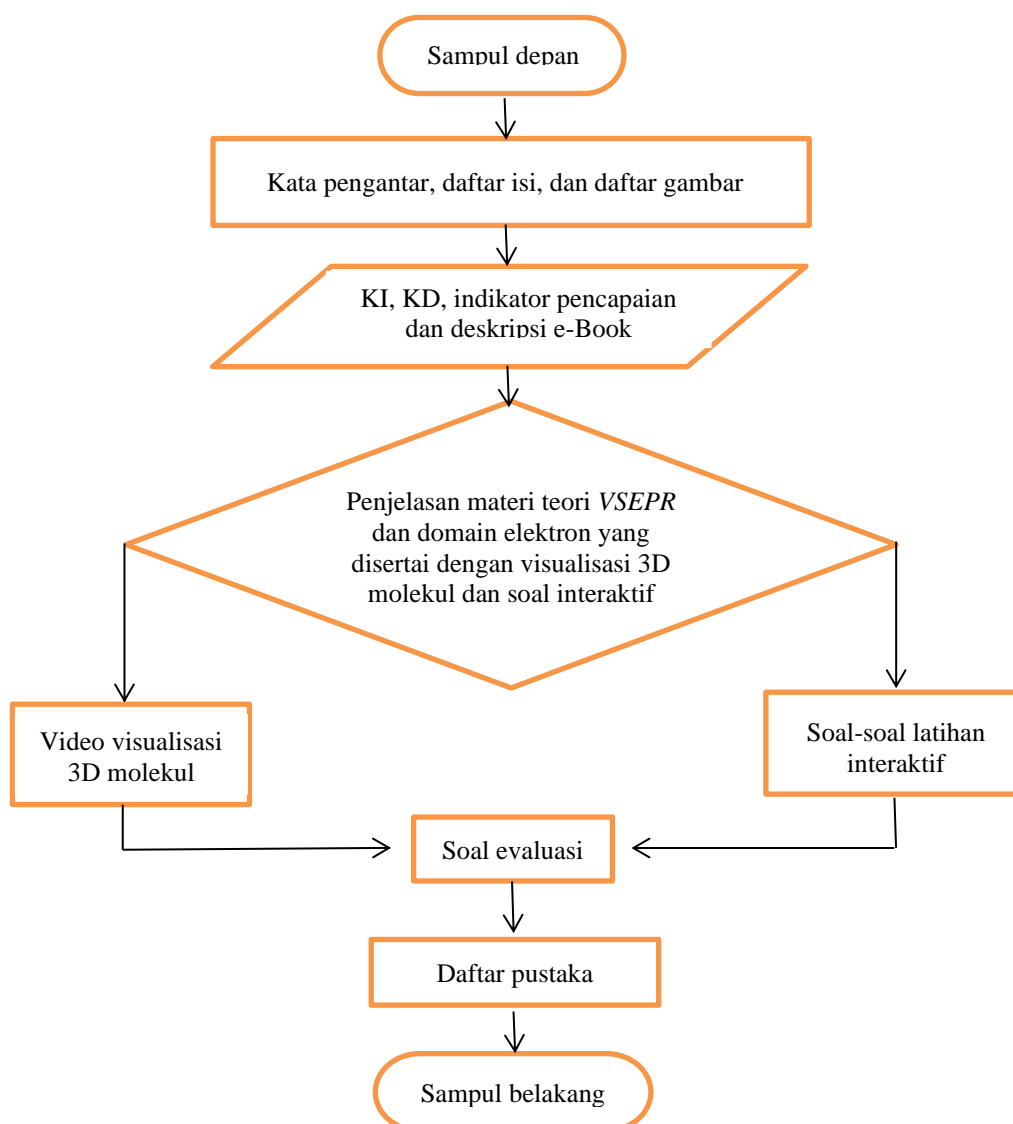 Sampul depan
Kata pengantar, daftar isi, dan daftar gambar
KI, KD, indikator pencapaian
dan deskripsi e-Book
Penjelasan materi teori VSEPR
dan domain elektron yang
disertai dengan visualisasi 3D
molekul dan soal interaktif
Video visualisasi
3D molekul
Soal-soal latihan
interaktif
Soal evaluasi
Daftar pustaka
Sampul belakang